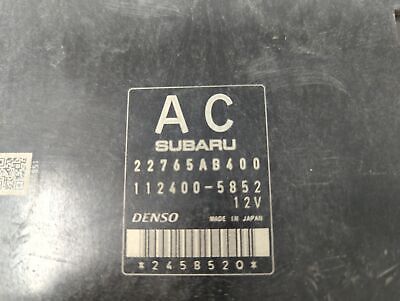 AC
SUBARU
22765AB400
112400-5852
12V
DENSO MADE IN JAPAN
*2458520*